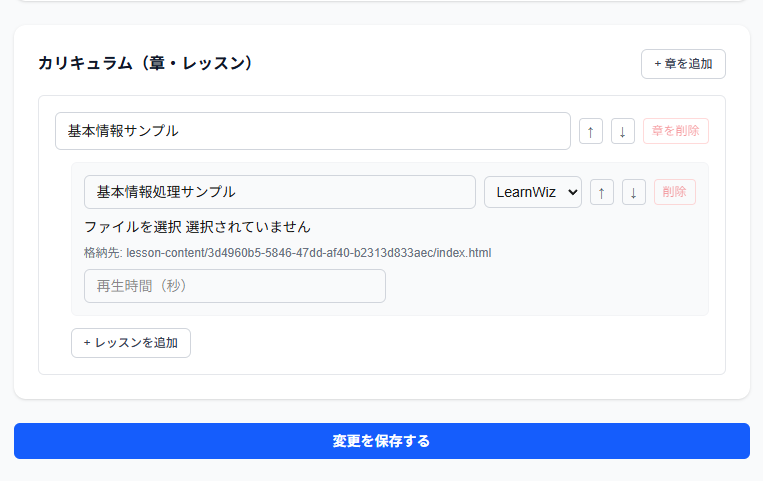 カリキュラム（章・レッスン）
+ 章を追加
基本情報サンプル
↑
↓
章を削除
基本情報処理サンプル
LearnWiz
↑
↓
削除
ファイルを選択 選択されていません
格納先: lesson-content/3d4960b5-5846-47dd-af40-b2313d833aec/index.html
再生時間（秒）
+ レッスンを追加
変更を保存する